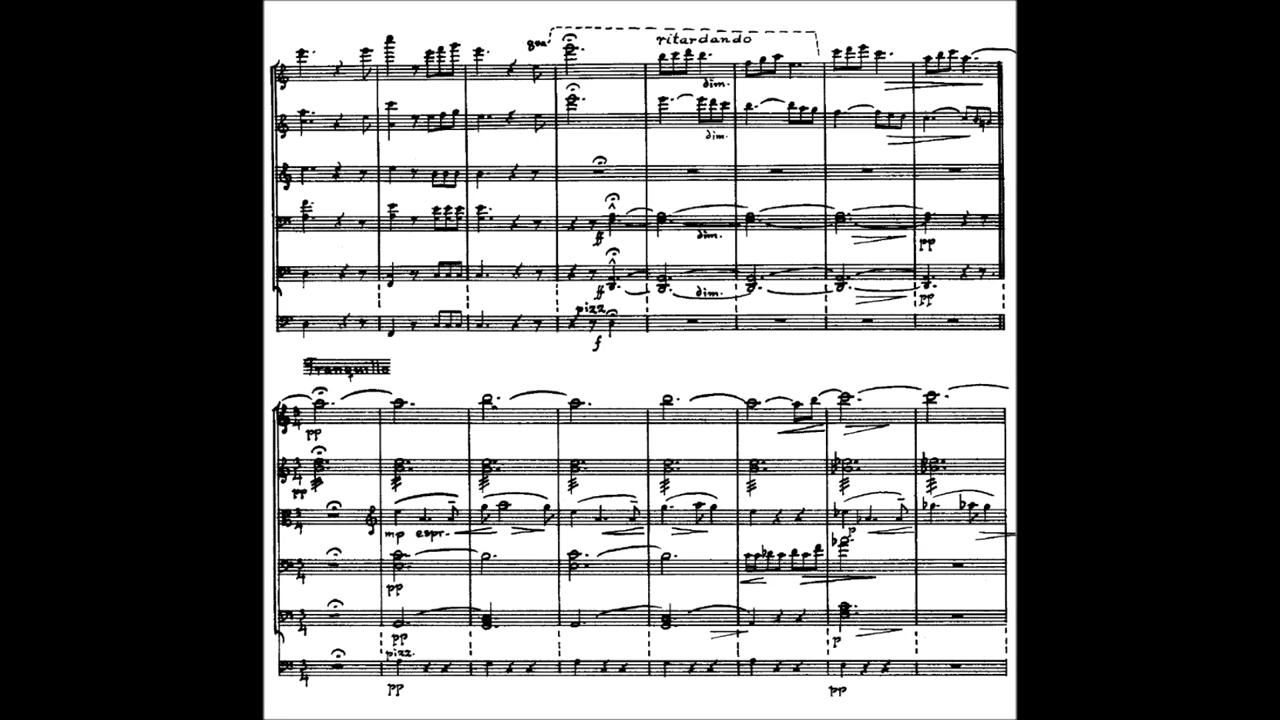 8va ritardando
dim.
dim.
ff dim. pp
ff dim. pp
pizz.
f
Tranquillo
pp
pp
mp espr. p
pp
pp p
pizz.
pp pp